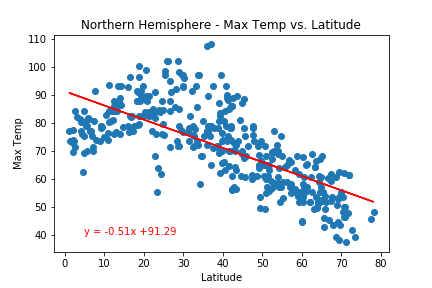 Northern Hemisphere - Max Temp vs. Latitude
110
100
90
80
70
60
50
40
Max Temp
y = -0.51x +91.29
0 10 20 30 40 50 60 70 80
Latitude